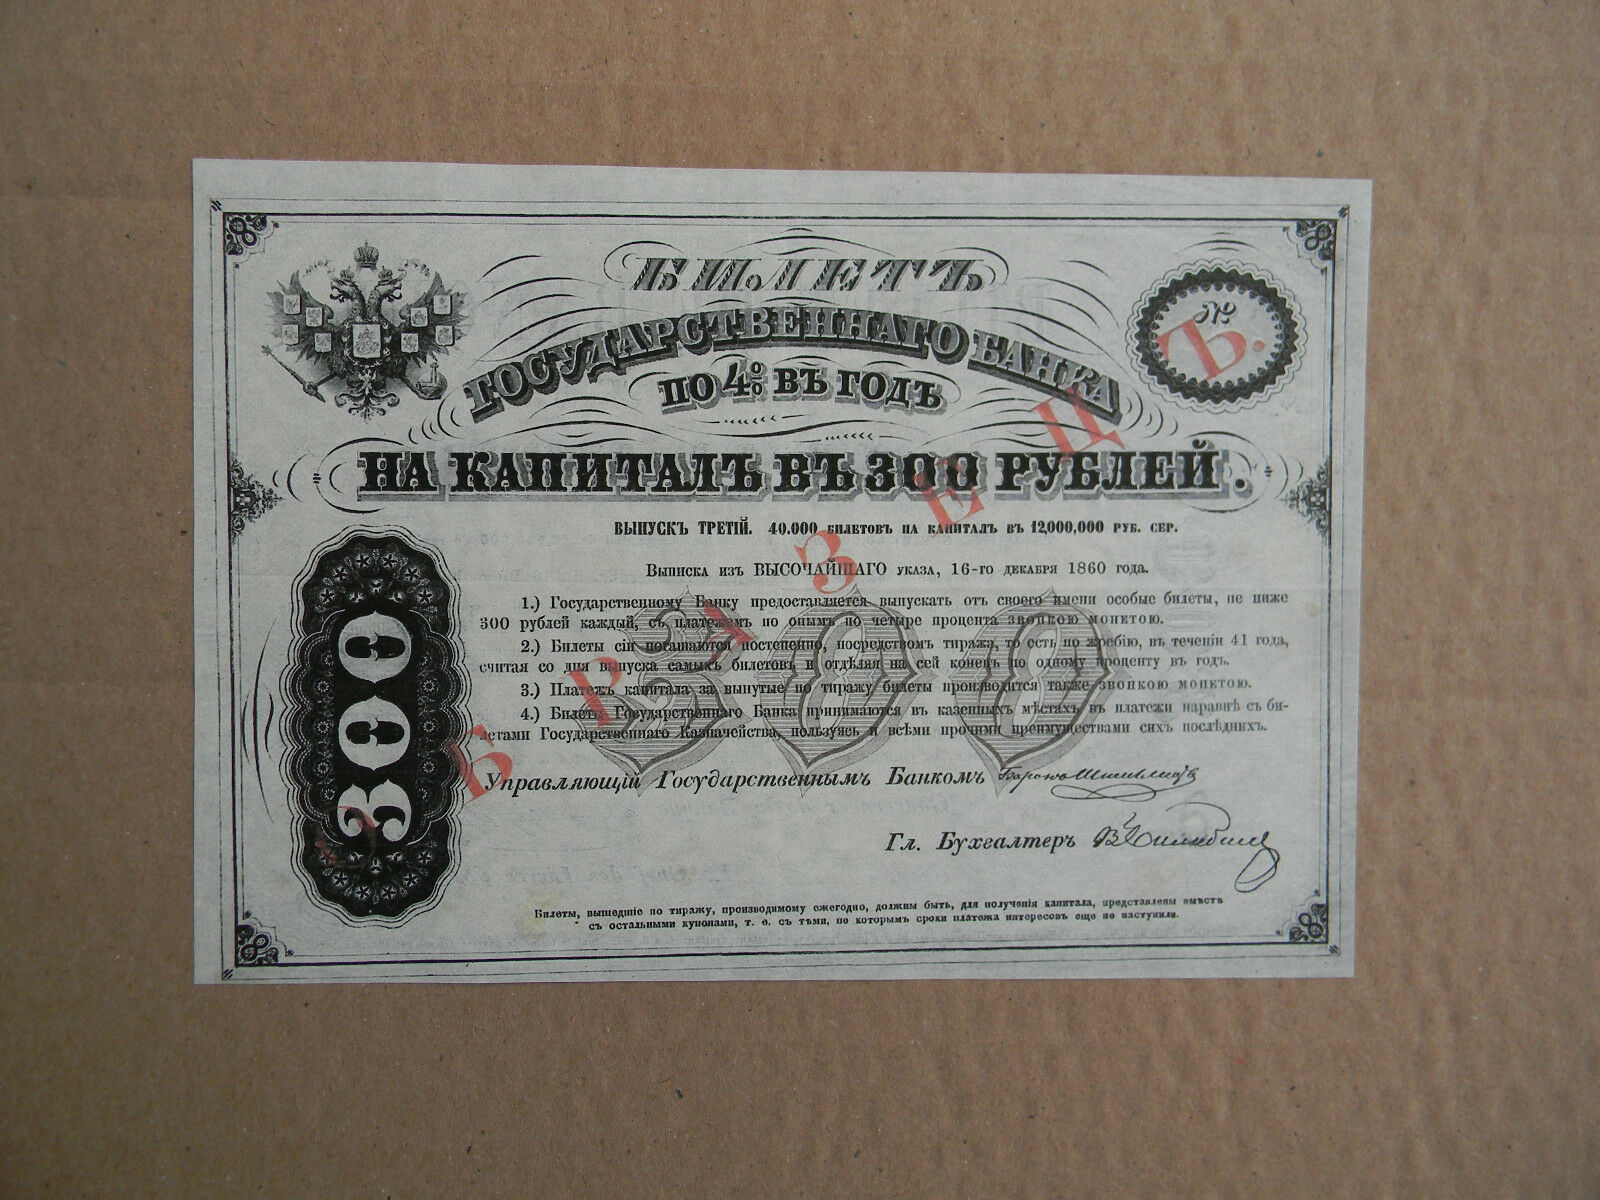 БИЛЕТЪ
ГОСУДАРСТВЕННАГО БАНКА
ПО 4% ВЪ ГОДЪ
№
НА КАПИТАЛЪ ВЪ 300 РУБЛЕЙ.
ОБРАЗЕЦЪ.
ВЫПУСКЪ ТРЕТІЙ. 40.000 БИЛЕТОВЪ НА КАПИТАЛЪ ВЪ 12,000,000 РУБ. СЕР.
Выписка изъ ВЫСОЧАЙШАГО указа, 16-го декабря 1860 года.
1.) Государственному Банку предоставляется выпускать отъ своего имени особые билеты, не ниже
300 рублей каждый, съ платежомъ по онымъ по четыре процента звонкою монетою.
2.) Билеты сіи погашаются постепенно, посредствомъ тиража, то есть по жребію, въ теченіи 41 года,
считая со дня выпуска самыхъ билетовъ и отдѣляя на сей конецъ по одному проценту въ годъ.
3.) Платежъ капитала за вынутые по тиражу билеты производится также звонкою монетою.
4.) Билеты Государственнаго Банка принимаются въ казенныхъ мѣстахъ въ платежи наравнѣ съ би-
летами Государственнаго Казначейства, пользуясь и всѣми прочими преимуществами сихъ послѣднихъ.
300
300
Управляющій Государственнымъ Банкомъ
Гл. Бухгалтеръ
Билеты, вышедшіе по тиражу, производимому ежегодно, должны быть, для полученія капитала, представлены вмѣстѣ
съ остальными купонами, т. е. съ тѣми, по которымъ сроки платежа интересовъ еще не наступили.